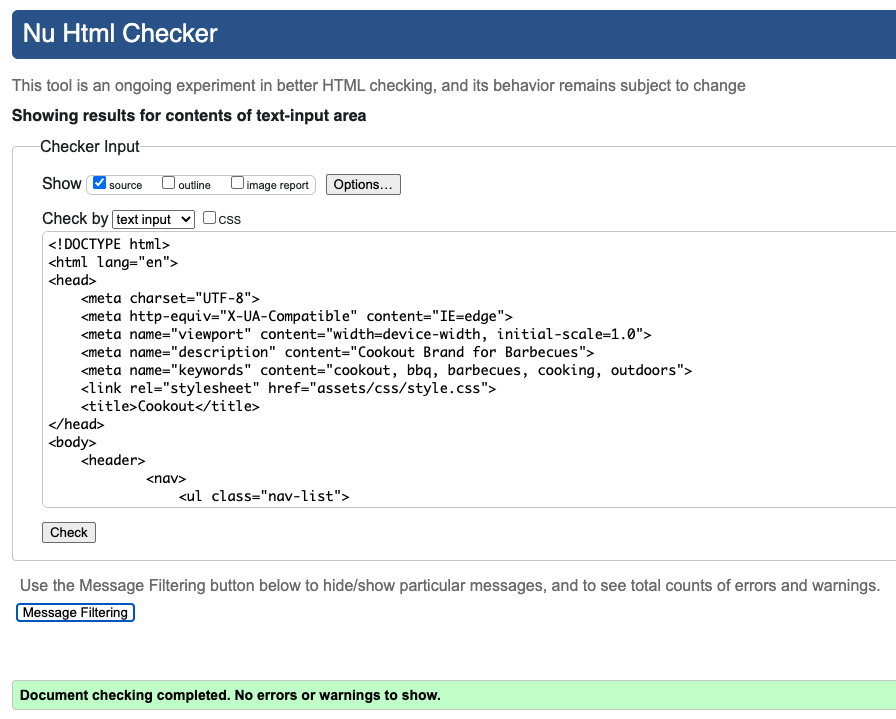 Nu Html Checker
This tool is an ongoing experiment in better HTML checking, and its behavior remains subject to change
Showing results for contents of text-input area
Checker Input
Show source outline image report Options...
Check by text input css
<!DOCTYPE html>
<html lang="en">
<head>
    <meta charset="UTF-8">
    <meta http-equiv="X-UA-Compatible" content="IE=edge">
    <meta name="viewport" content="width=device-width, initial-scale=1.0">
    <meta name="description" content="Cookout Brand for Barbecues">
    <meta name="keywords" content="cookout, bbq, barbecues, cooking, outdoors">
    <link rel="stylesheet" href="assets/css/style.css">
    <title>Cookout</title>
</head>
<body>
    <header>
            <nav>
                <ul class="nav-list">
Check
Use the Message Filtering button below to hide/show particular messages, and to see total counts of errors and warnings.
Message Filtering
Document checking completed. No errors or warnings to show.